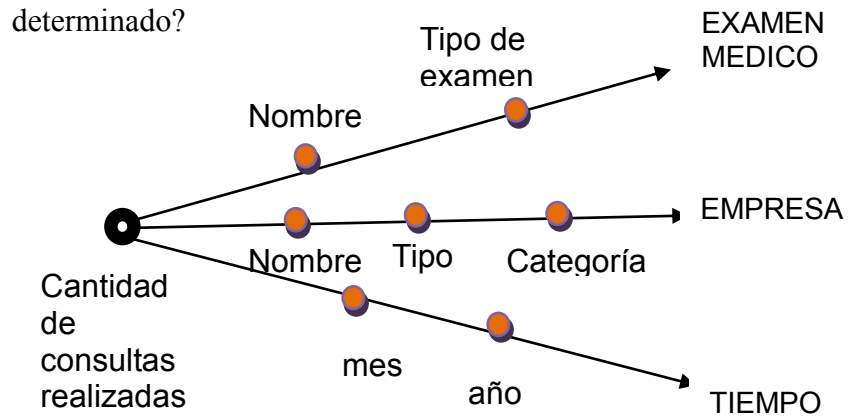 determinado?
EXAMEN
MEDICO
Tipo de
examen
Nombre
EMPRESA
Nombre
Tipo
Categoría
Cantidad
de
consultas
realizadas
mes
año
TIEMPO